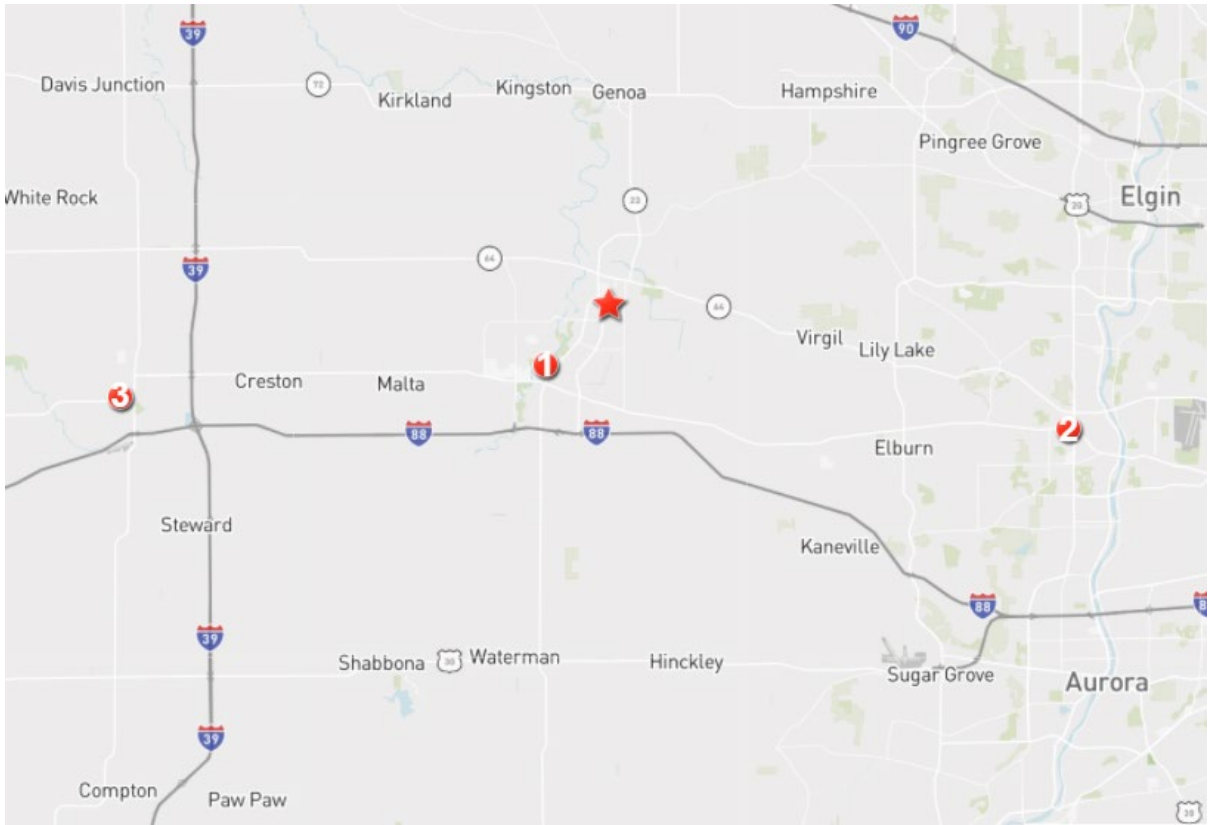 39
90
Davis Junction
72
Kirkland
Kingston
Genoa
Hampshire
Pingree Grove
White Rock
23
20
Elgin
64
39
64
Virgil
Lily Lake
1
3
Creston
Malta
2
88
88
Elburn
Steward
Kaneville
88
8
39
Shabbona
30
Waterman
Hinckley
Sugar Grove
Aurora
39
Compton
Paw Paw
30